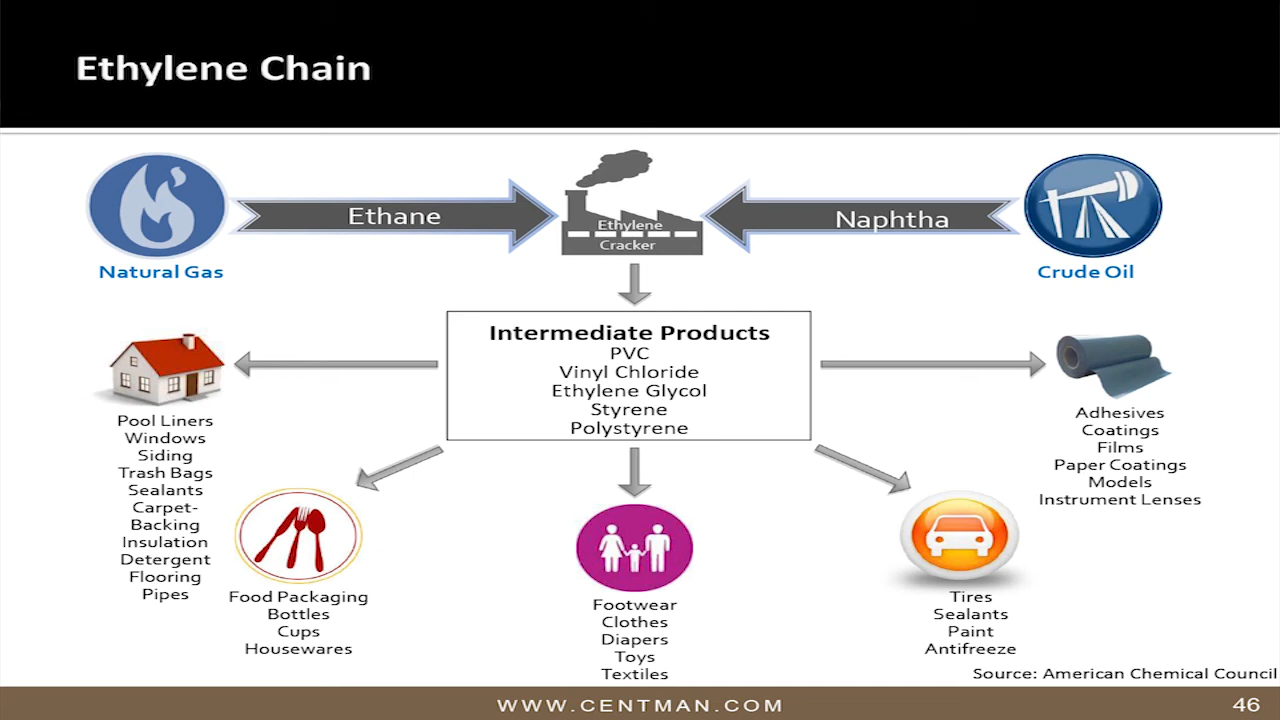 Ethylene Chain
Ethane
Ethylene
Cracker
Naphtha
Natural Gas
Crude Oil
Intermediate Products
PVC
Vinyl Chloride
Ethylene Glycol
Styrene
Polystyrene
Pool Liners
Windows
Siding
Trash Bags
Sealants
Carpet-
Backing
Insulation
Detergent
Flooring
Pipes
Food Packaging
Bottles
Cups
Housewares
Footwear
Clothes
Diapers
Toys
Textiles
Tires
Sealants
Paint
Antifreeze
Adhesives
Coatings
Films
Paper Coatings
Models
Instrument Lenses
Source: American Chemical Council
WWW.CENTMAN.COM
46